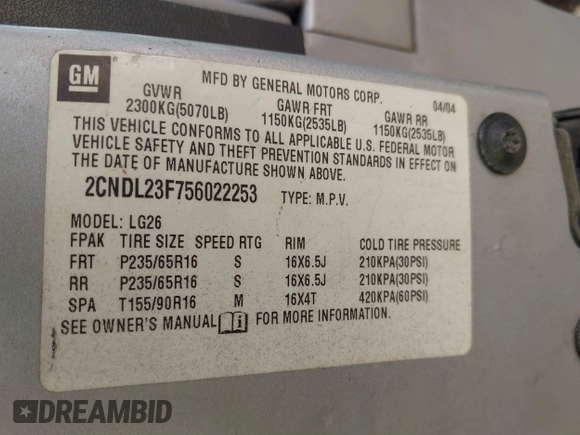 GM
MFD BY GENERAL MOTORS CORP. 04/04
GVWR GAWR FRT GAWR RR
2300KG(5070LB) 1150KG(2535LB) 1150KG(2535LB)
THIS VEHICLE CONFORMS TO ALL APPLICABLE U.S. FEDERAL MOTOR
VEHICLE SAFETY AND THEFT PREVENTION STANDARDS IN EFFECT ON
THE DATE OF MANUFACTURE SHOWN ABOVE.
2CNDL23F756022253 TYPE: M.P.V.
MODEL: LG26
FPAK TIRE SIZE SPEED RTG RIM COLD TIRE PRESSURE
FRT P235/65R16 S 16X6.5J 210KPA(30PSI)
RR P235/65R16 S 16X6.5J 210KPA(30PSI)
SPA T155/90R16 M 16X4T 420KPA(60PSI)
SEE OWNER'S MANUAL i FOR MORE INFORMATION.
DREAMBID